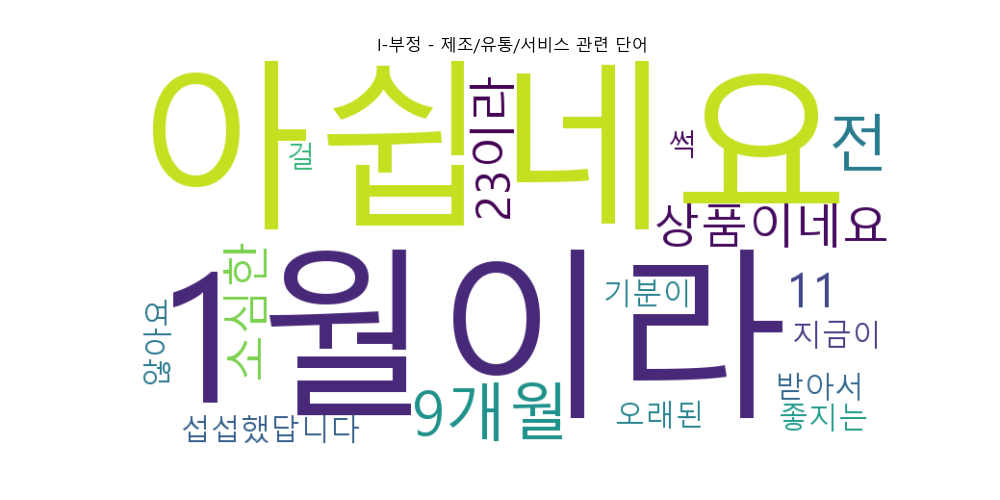 I-부정 - 제조/유통/서비스 관련 단어
아쉽네요
걸
23이라
썩
전
상품이네요
1월이라
소심한
기분이
11
지금이
않아요
9개월
오래된
받아서
좋지는
섭섭했답니다